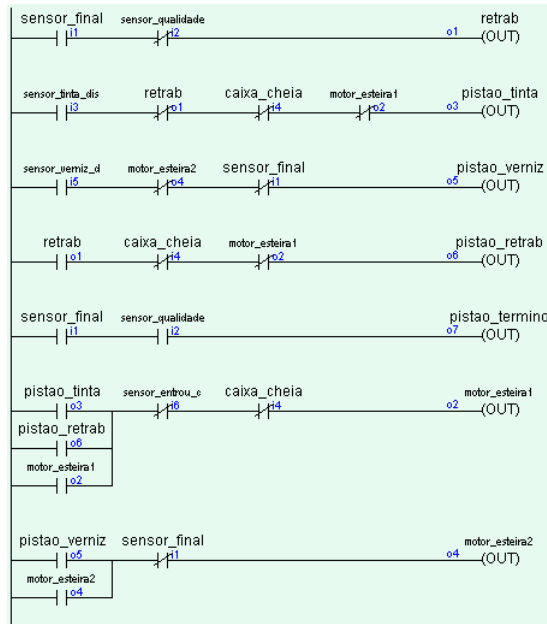 sensor_final sensor_qualidade retrab
i1 i2 o1 (OUT)
sensor_tinta_dis retrab caixa_cheia motor_esteira1 pistao_tinta
i3 o1 i4 o2 o3 (OUT)
sensor_verniz_d motor_esteira2 sensor_final pistao_verniz
i5 o4 i1 o5 (OUT)
retrab caixa_cheia motor_esteira1 pistao_retrab
o1 i4 o2 o6 (OUT)
sensor_final sensor_qualidade pistao_termino
i1 i2 o7 (OUT)
pistao_tinta sensor_entrou_c caixa_cheia motor_esteira1
o3 i6 i4 o2 (OUT)
pistao_retrab
o6
motor_esteira1
o2
pistao_verniz sensor_final motor_esteira2
o5 i1 o4 (OUT)
motor_esteira2
o4